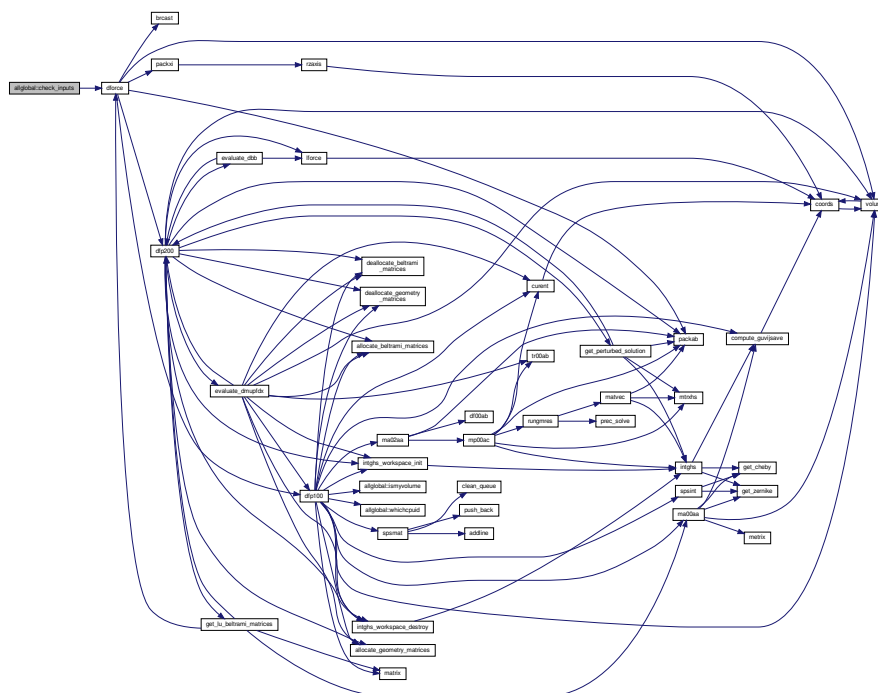 brcast
packxi
rzaxis
allglobal::check_inputs
dforce
evaluate_dbb
lforce
coords
volu
dfp200
deallocate_beltrami
_matrices
deallocate_geometry
_matrices
curent
packab
compute_guvijsave
allocate_beltrami_matrices
get_perturbed_solution
tr00ab
evaluate_dmupfdx
matvec
mtrxhs
df00ab
rungmres
prec_solve
ma02aa
mp00ac
intghs_workspace_init
intghs
get_cheby
allglobal::ismyvolume
clean_queue
spsint
get_zernike
dfp100
allglobal::whichcpuid
push_back
ma00aa
spsmat
addline
metrix
get_lu_beltrami_matrices
intghs_workspace_destroy
allocate_geometry_matrices
matrix